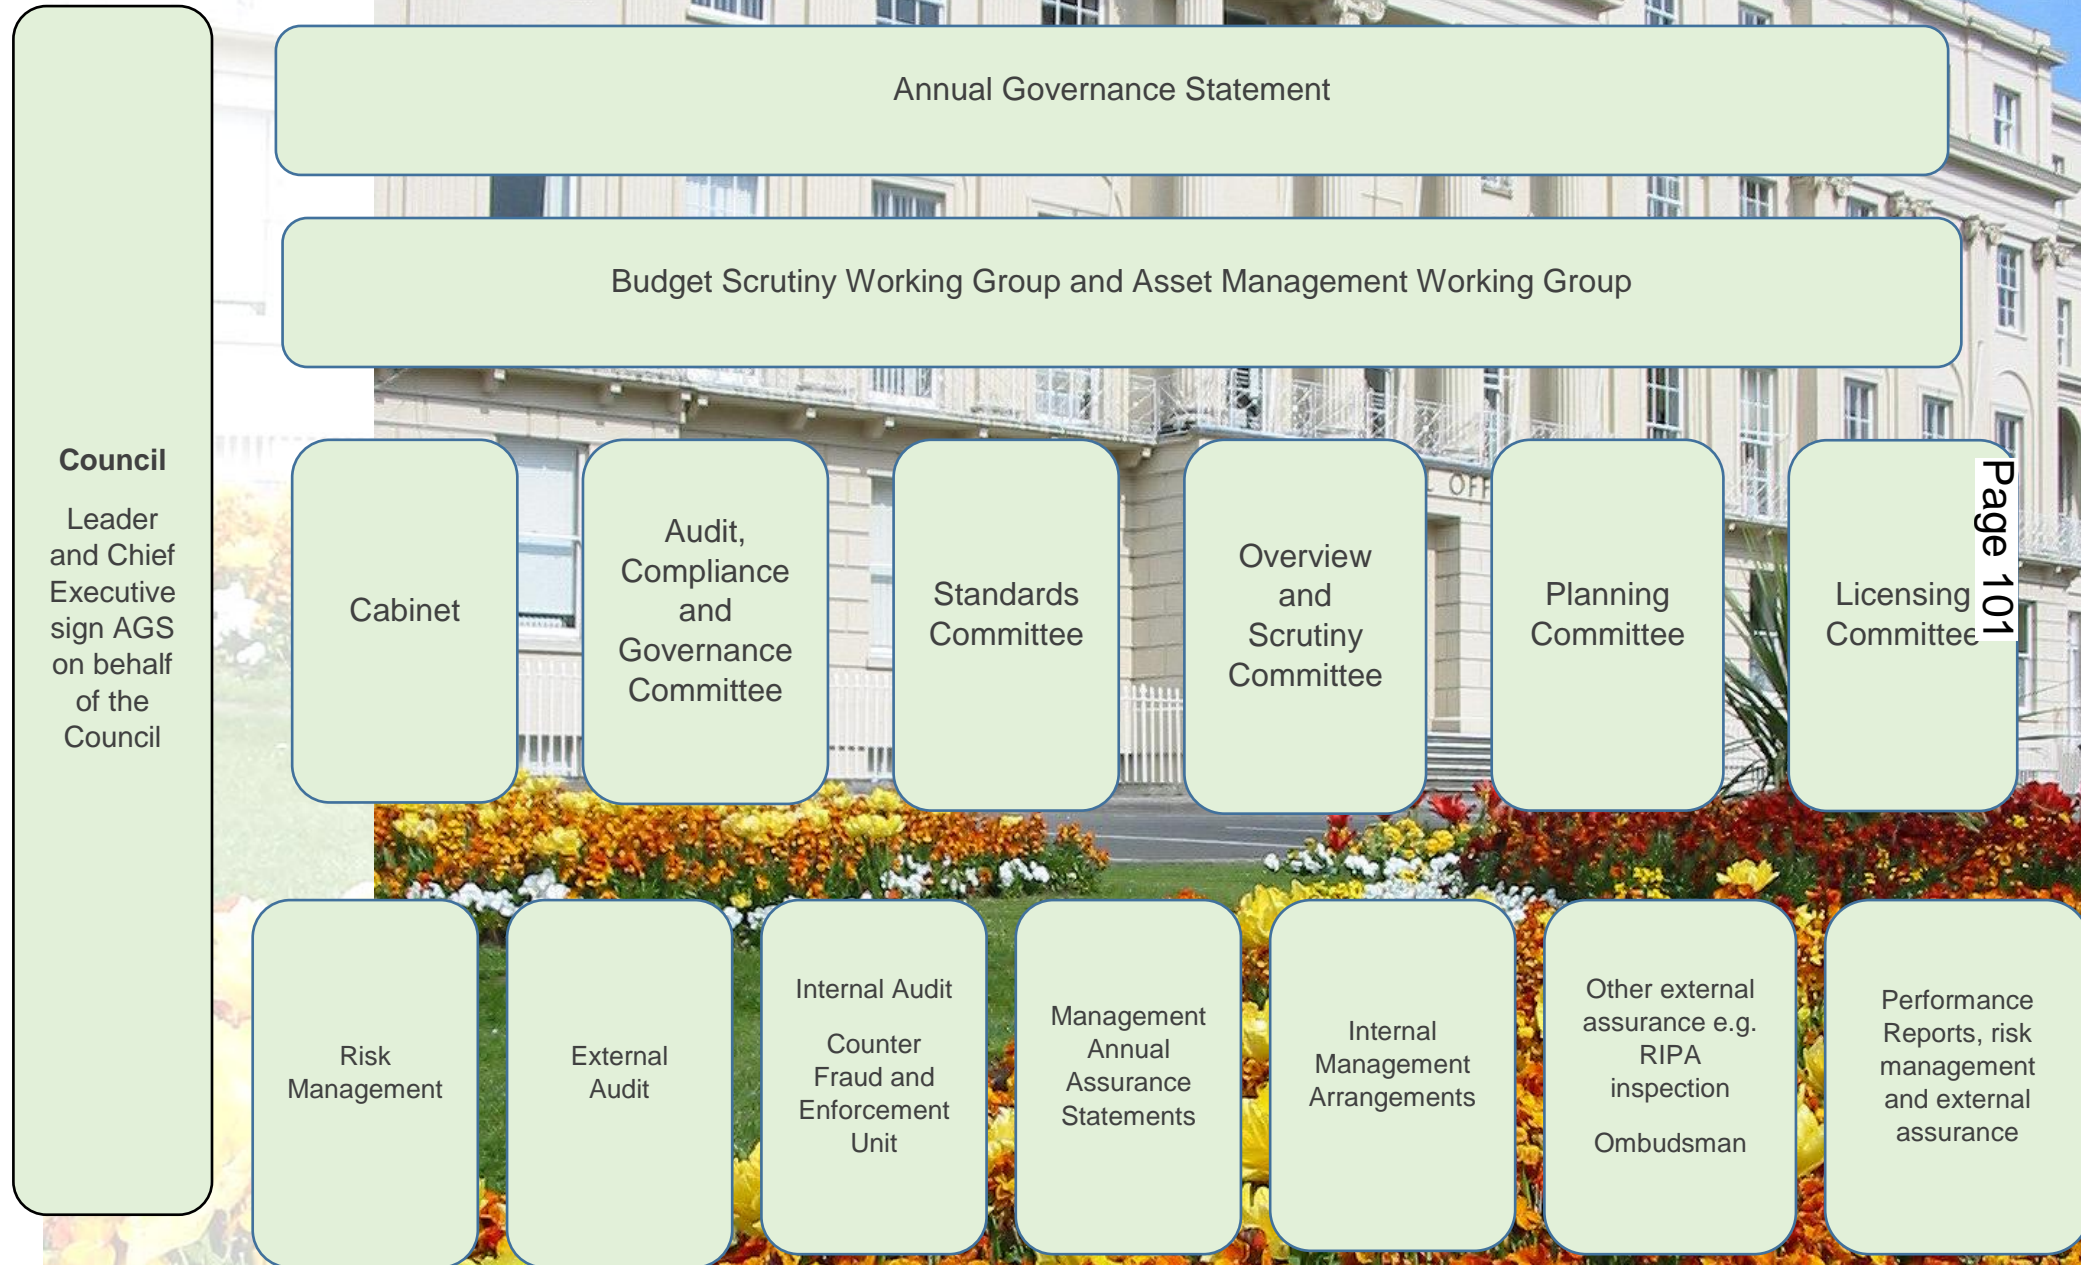 Annual Governance Statement
Budget Scrutiny Working Group and Asset Management Working Group
Council
Leader
and Chief
Executive
sign AGS
on behalf
of the
Council
Cabinet
Audit,
Compliance
and
Governance
Committee
Standards
Committee
Overview
and
Scrutiny
Committee
Planning
Committee
Licensing
Committee
Page 101
OFF
Risk
Management
External
Audit
Internal Audit
Counter
Fraud and
Enforcement
Unit
Management
Annual
Assurance
Statements
Internal
Management
Arrangements
Other external
assurance e.g.
RIPA
inspection
Ombudsman
Performance
Reports, risk
management
and external
assurance